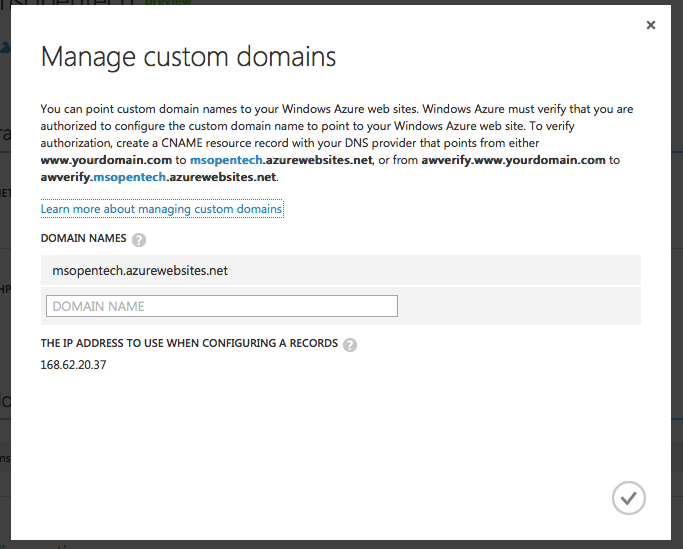 preview
×
Manage custom domains
You can point custom domain names to your Windows Azure web sites. Windows Azure must verify that you are
authorized to configure the custom domain name to point to your Windows Azure web site. To verify
authorization, create a CNAME resource record with your DNS provider that points from either
www.yourdomain.com to msopentech.azurewebsites.net, or from awverify.www.yourdomain.com to
awverify.msopentech.azurewebsites.net.
Learn more about managing custom domains
DOMAIN NAMES ?
msopentech.azurewebsites.net
DOMAIN NAME
THE IP ADDRESS TO USE WHEN CONFIGURING A RECORDS ?
168.62.20.37